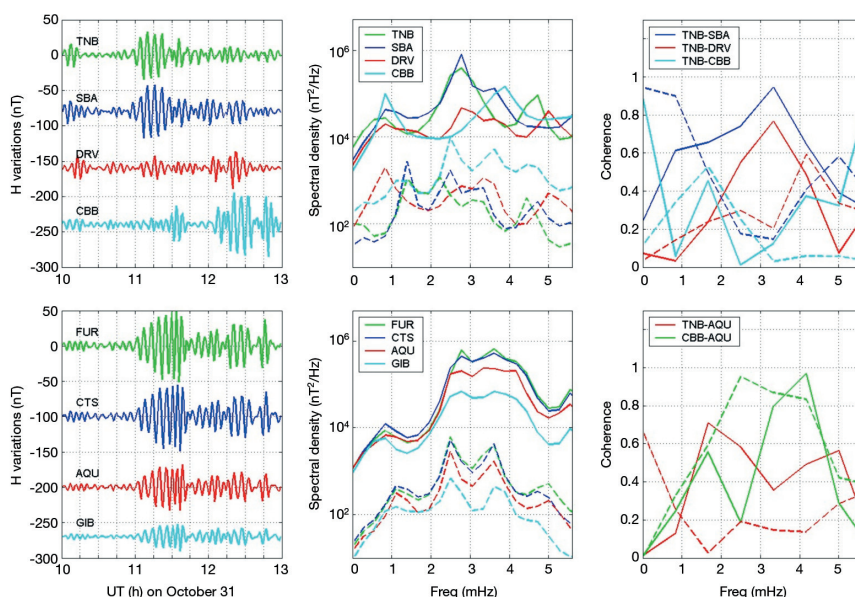 50
0
-50
-100
-150
-200
-250
-300
H variations (nT)
TNB
SBA
DRV
CBB
10 11 12 13
10⁶
10⁴
10²
Spectral density (nT²/Hz)
TNB
SBA
DRV
CBB
0 1 2 3 4 5
1
0.8
0.6
0.4
0.2
0
Coherence
TNB-SBA
TNB-DRV
TNB-CBB
0 1 2 3 4 5
50
0
-50
-100
-150
-200
-250
-300
H variations (nT)
FUR
CTS
AQU
GIB
10 11 12 13
UT (h) on October 31
10⁶
10⁴
10²
Spectral density (nT²/Hz)
FUR
CTS
AQU
GIB
0 1 2 3 4 5
Freq (mHz)
1
0.8
0.6
0.4
0.2
0
Coherence
TNB-AQU
CBB-AQU
0 1 2 3 4 5
Freq (mHz)